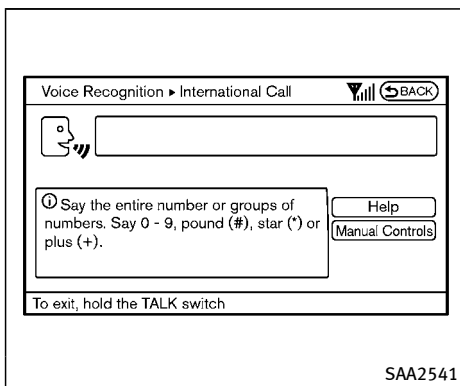 Voice Recognition ▸ International Call BACK
ⓘ Say the entire number or groups of
numbers. Say 0 - 9, pound (#), star (*) or
plus (+).
Help
Manual Controls
To exit, hold the TALK switch
SAA2541